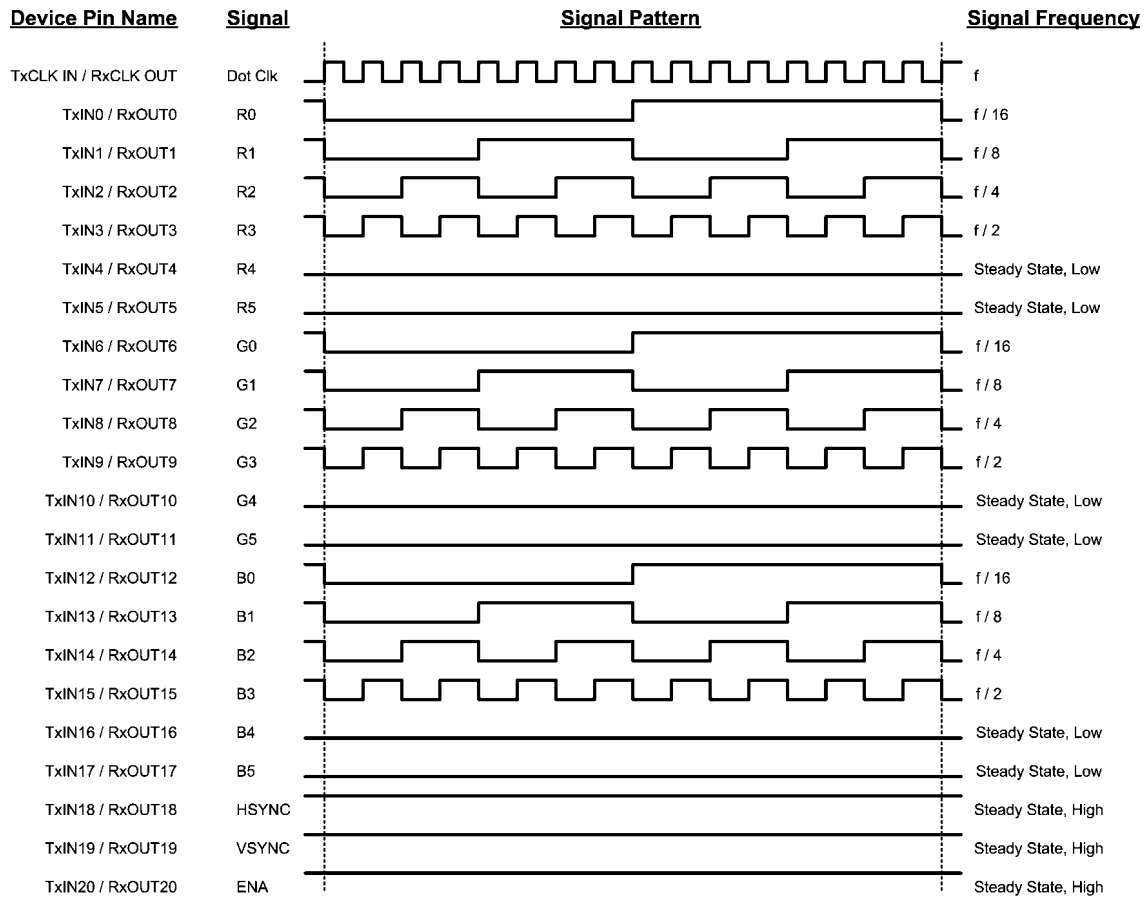 Device Pin Name Signal Signal Pattern Signal Frequency
TxCLK IN / RxCLK OUT Dot Clk f
TxIN0 / RxOUT0 R0 f / 16
TxIN1 / RxOUT1 R1 f / 8
TxIN2 / RxOUT2 R2 f / 4
TxIN3 / RxOUT3 R3 f / 2
TxIN4 / RxOUT4 R4 Steady State, Low
TxIN5 / RxOUT5 R5 Steady State, Low
TxIN6 / RxOUT6 G0 f / 16
TxIN7 / RxOUT7 G1 f / 8
TxIN8 / RxOUT8 G2 f / 4
TxIN9 / RxOUT9 G3 f / 2
TxIN10 / RxOUT10 G4 Steady State, Low
TxIN11 / RxOUT11 G5 Steady State, Low
TxIN12 / RxOUT12 B0 f / 16
TxIN13 / RxOUT13 B1 f / 8
TxIN14 / RxOUT14 B2 f / 4
TxIN15 / RxOUT15 B3 f / 2
TxIN16 / RxOUT16 B4 Steady State, Low
TxIN17 / RxOUT17 B5 Steady State, Low
TxIN18 / RxOUT18 HSYNC Steady State, High
TxIN19 / RxOUT19 VSYNC Steady State, High
TxIN20 / RxOUT20 ENA Steady State, High